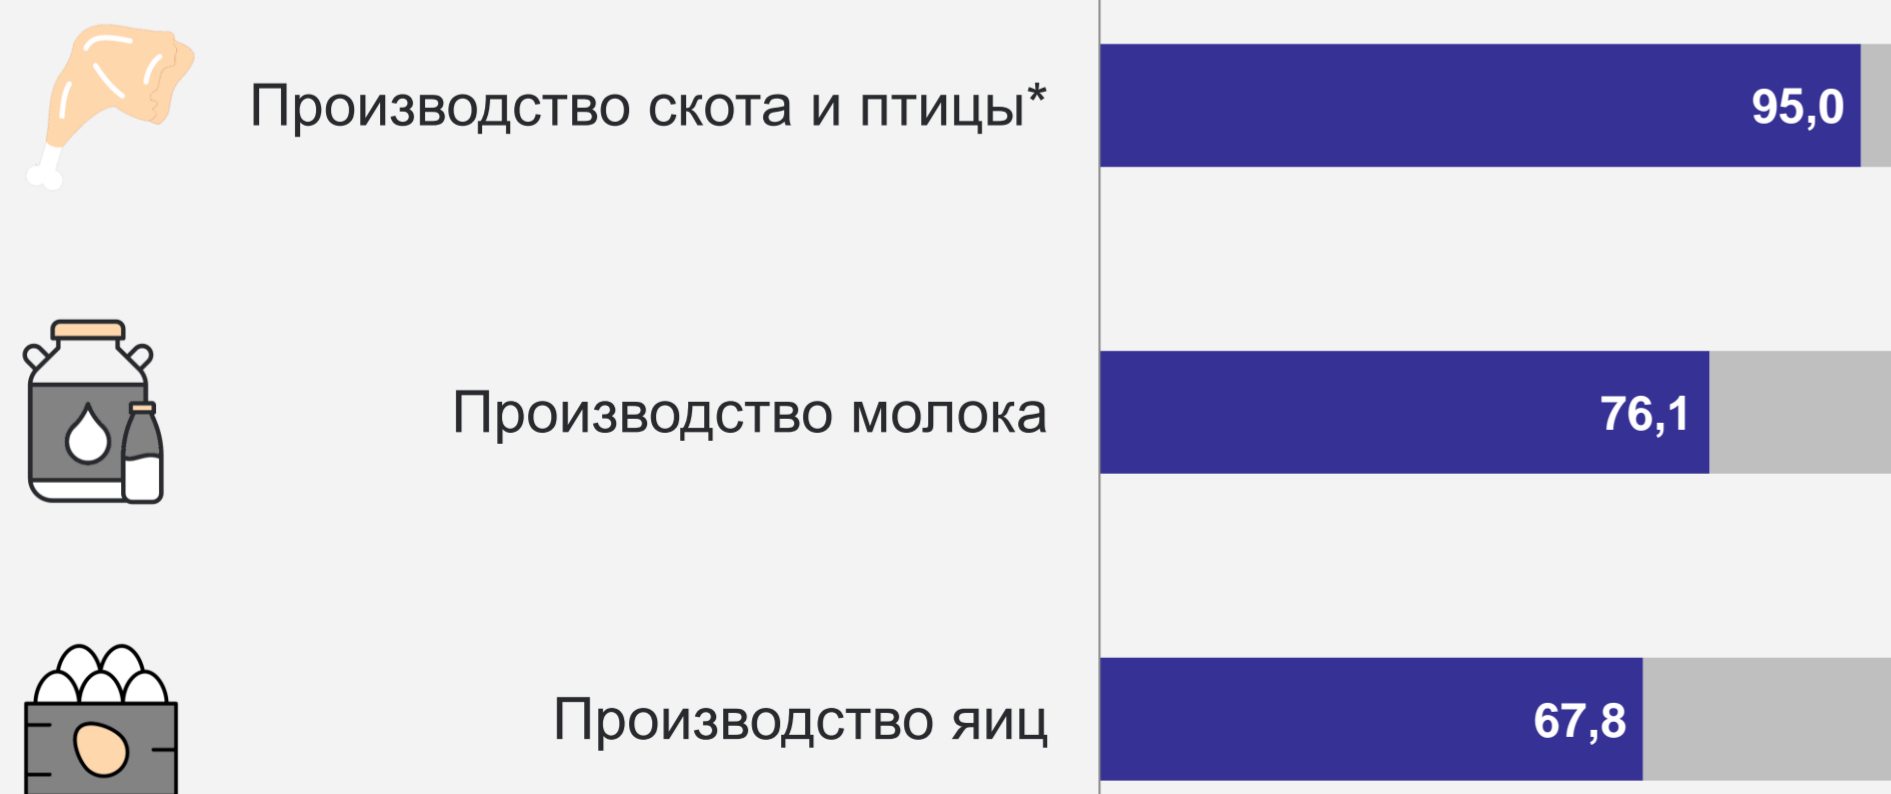 Производство скота и птицы*
95,0
Производство молока
76,1
Производство яиц
67,8